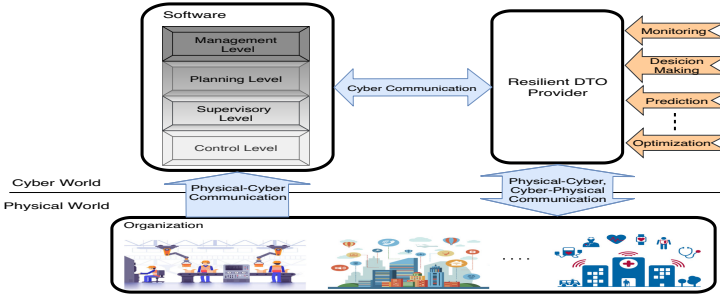 Software
Management
Level
Planning Level
Supervisory
Level
Control Level
Cyber Communication
Resilient DTO
Provider
Monitoring
Desicion
Making
Prediction
Optimization
Cyber World
Physical World
Physical-Cyber
Communication
Physical-Cyber,
Cyber-Physical
Communication
Organization